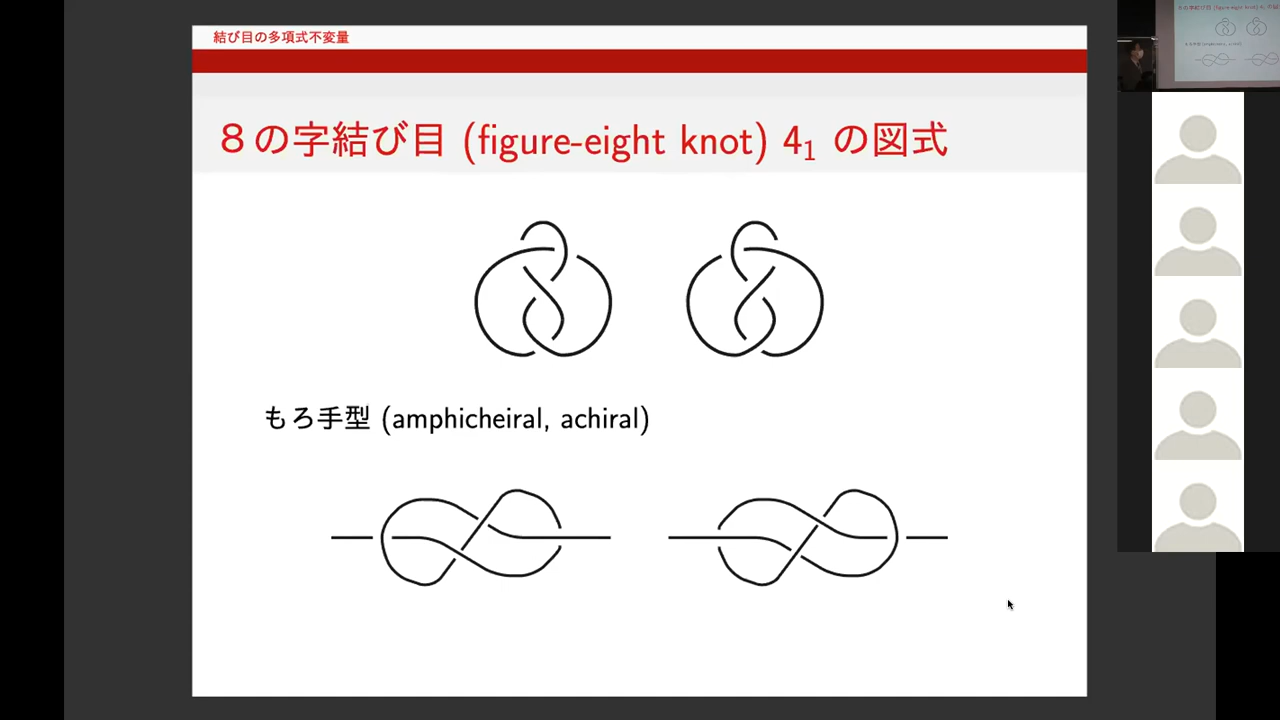 結び目の多項式不変量
８の字結び目 (figure-eight knot) 4₁ の図式
もろ手型 (amphicheiral, achiral)